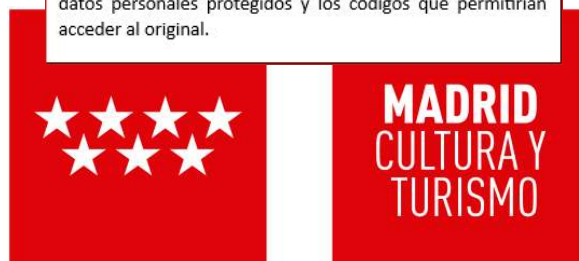 datos personales protegidos y los códigos que permitirían
acceder al original.
MADRID
CULTURA Y
TURISMO